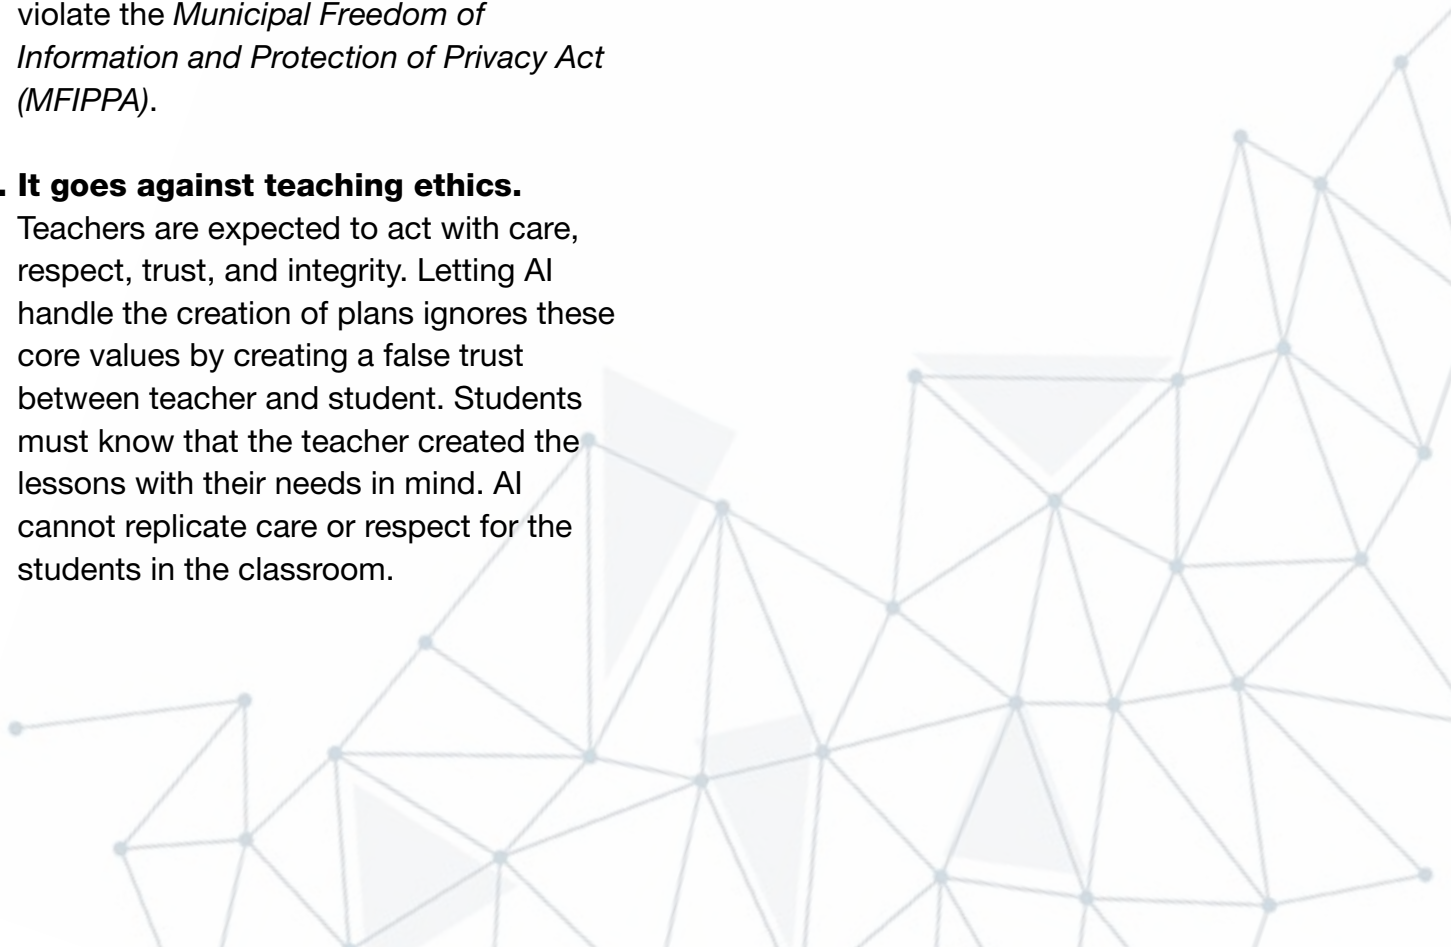 violate the Municipal Freedom of
Information and Protection of Privacy Act
(MFIPPA).
. It goes against teaching ethics.
Teachers are expected to act with care,
respect, trust, and integrity. Letting AI
handle the creation of plans ignores these
core values by creating a false trust
between teacher and student. Students
must know that the teacher created the
lessons with their needs in mind. AI
cannot replicate care or respect for the
students in the classroom.